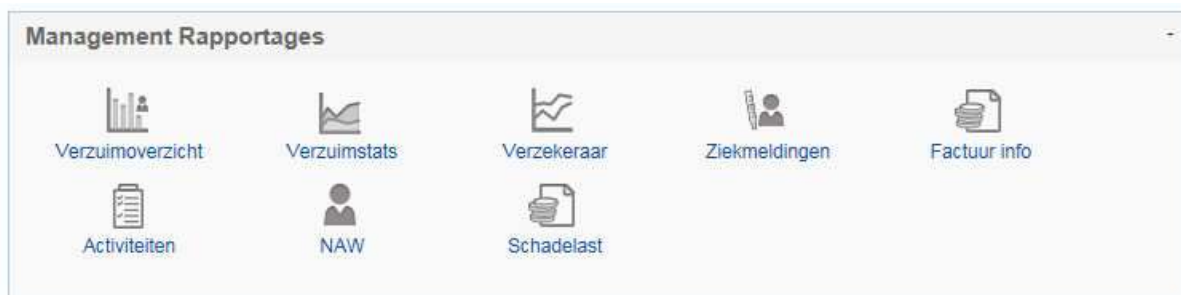 Management Rapportages -
Verzuimoverzicht Verzuimstats Verzekeraar Ziekmeldingen Factuur info
Activiteiten NAW Schadelast